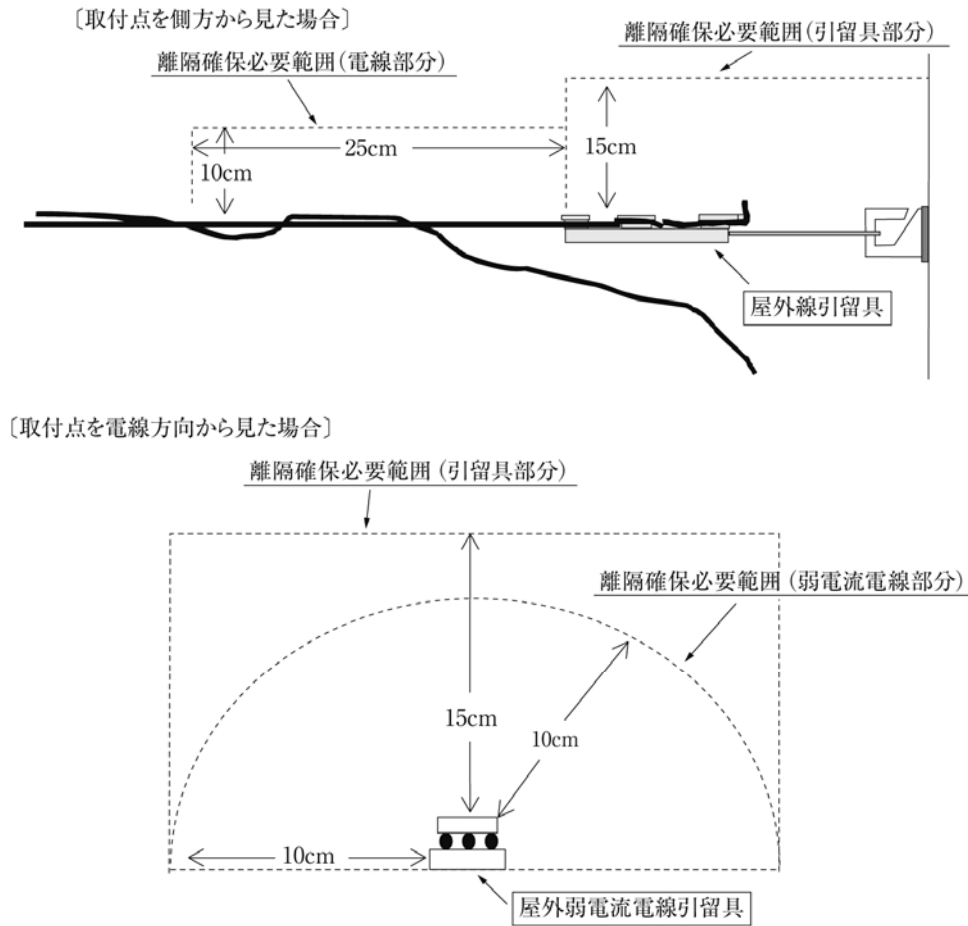 〔取付点を側方から見た場合〕
離隔確保必要範囲(引留具部分)
離隔確保必要範囲(電線部分)
25cm
15cm
10cm
屋外線引留具
〔取付点を電線方向から見た場合〕
離隔確保必要範囲(引留具部分)
離隔確保必要範囲(弱電流電線部分)
15cm
10cm
10cm
屋外弱電流電線引留具